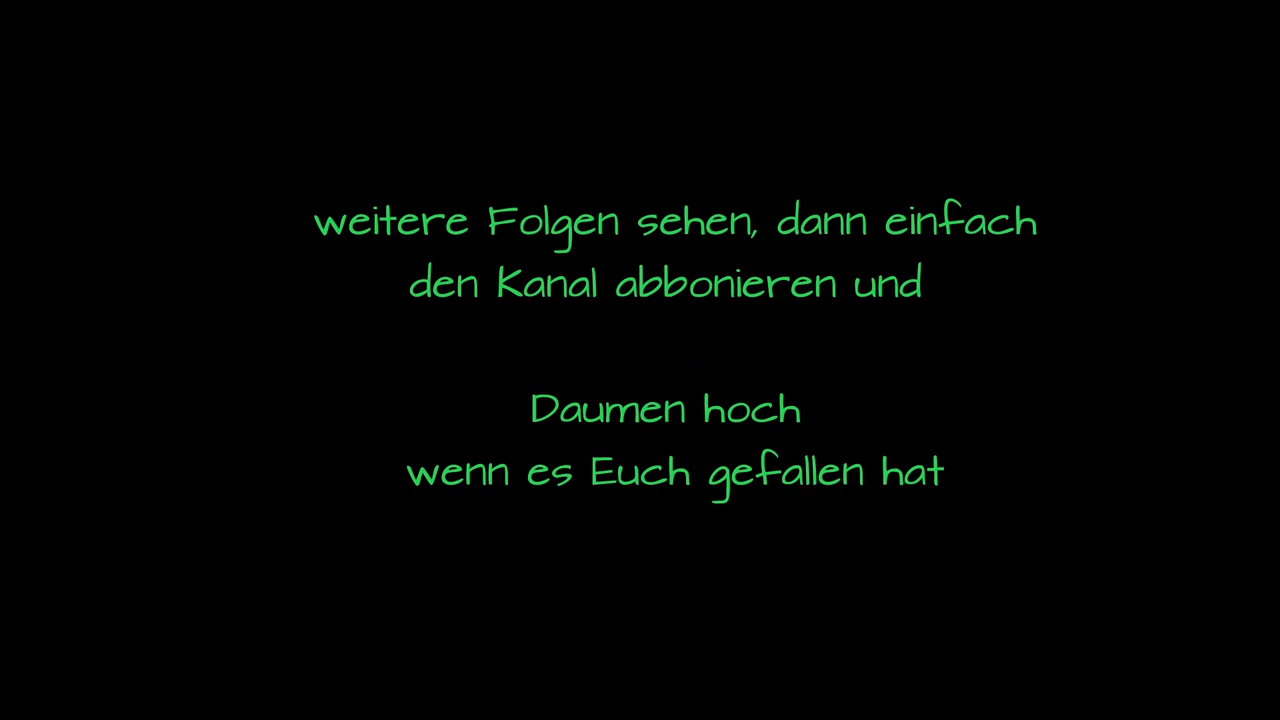 weitere Folgen sehen, dann einfach
den Kanal abbonieren und
Daumen hoch
wenn es Euch gefallen hat